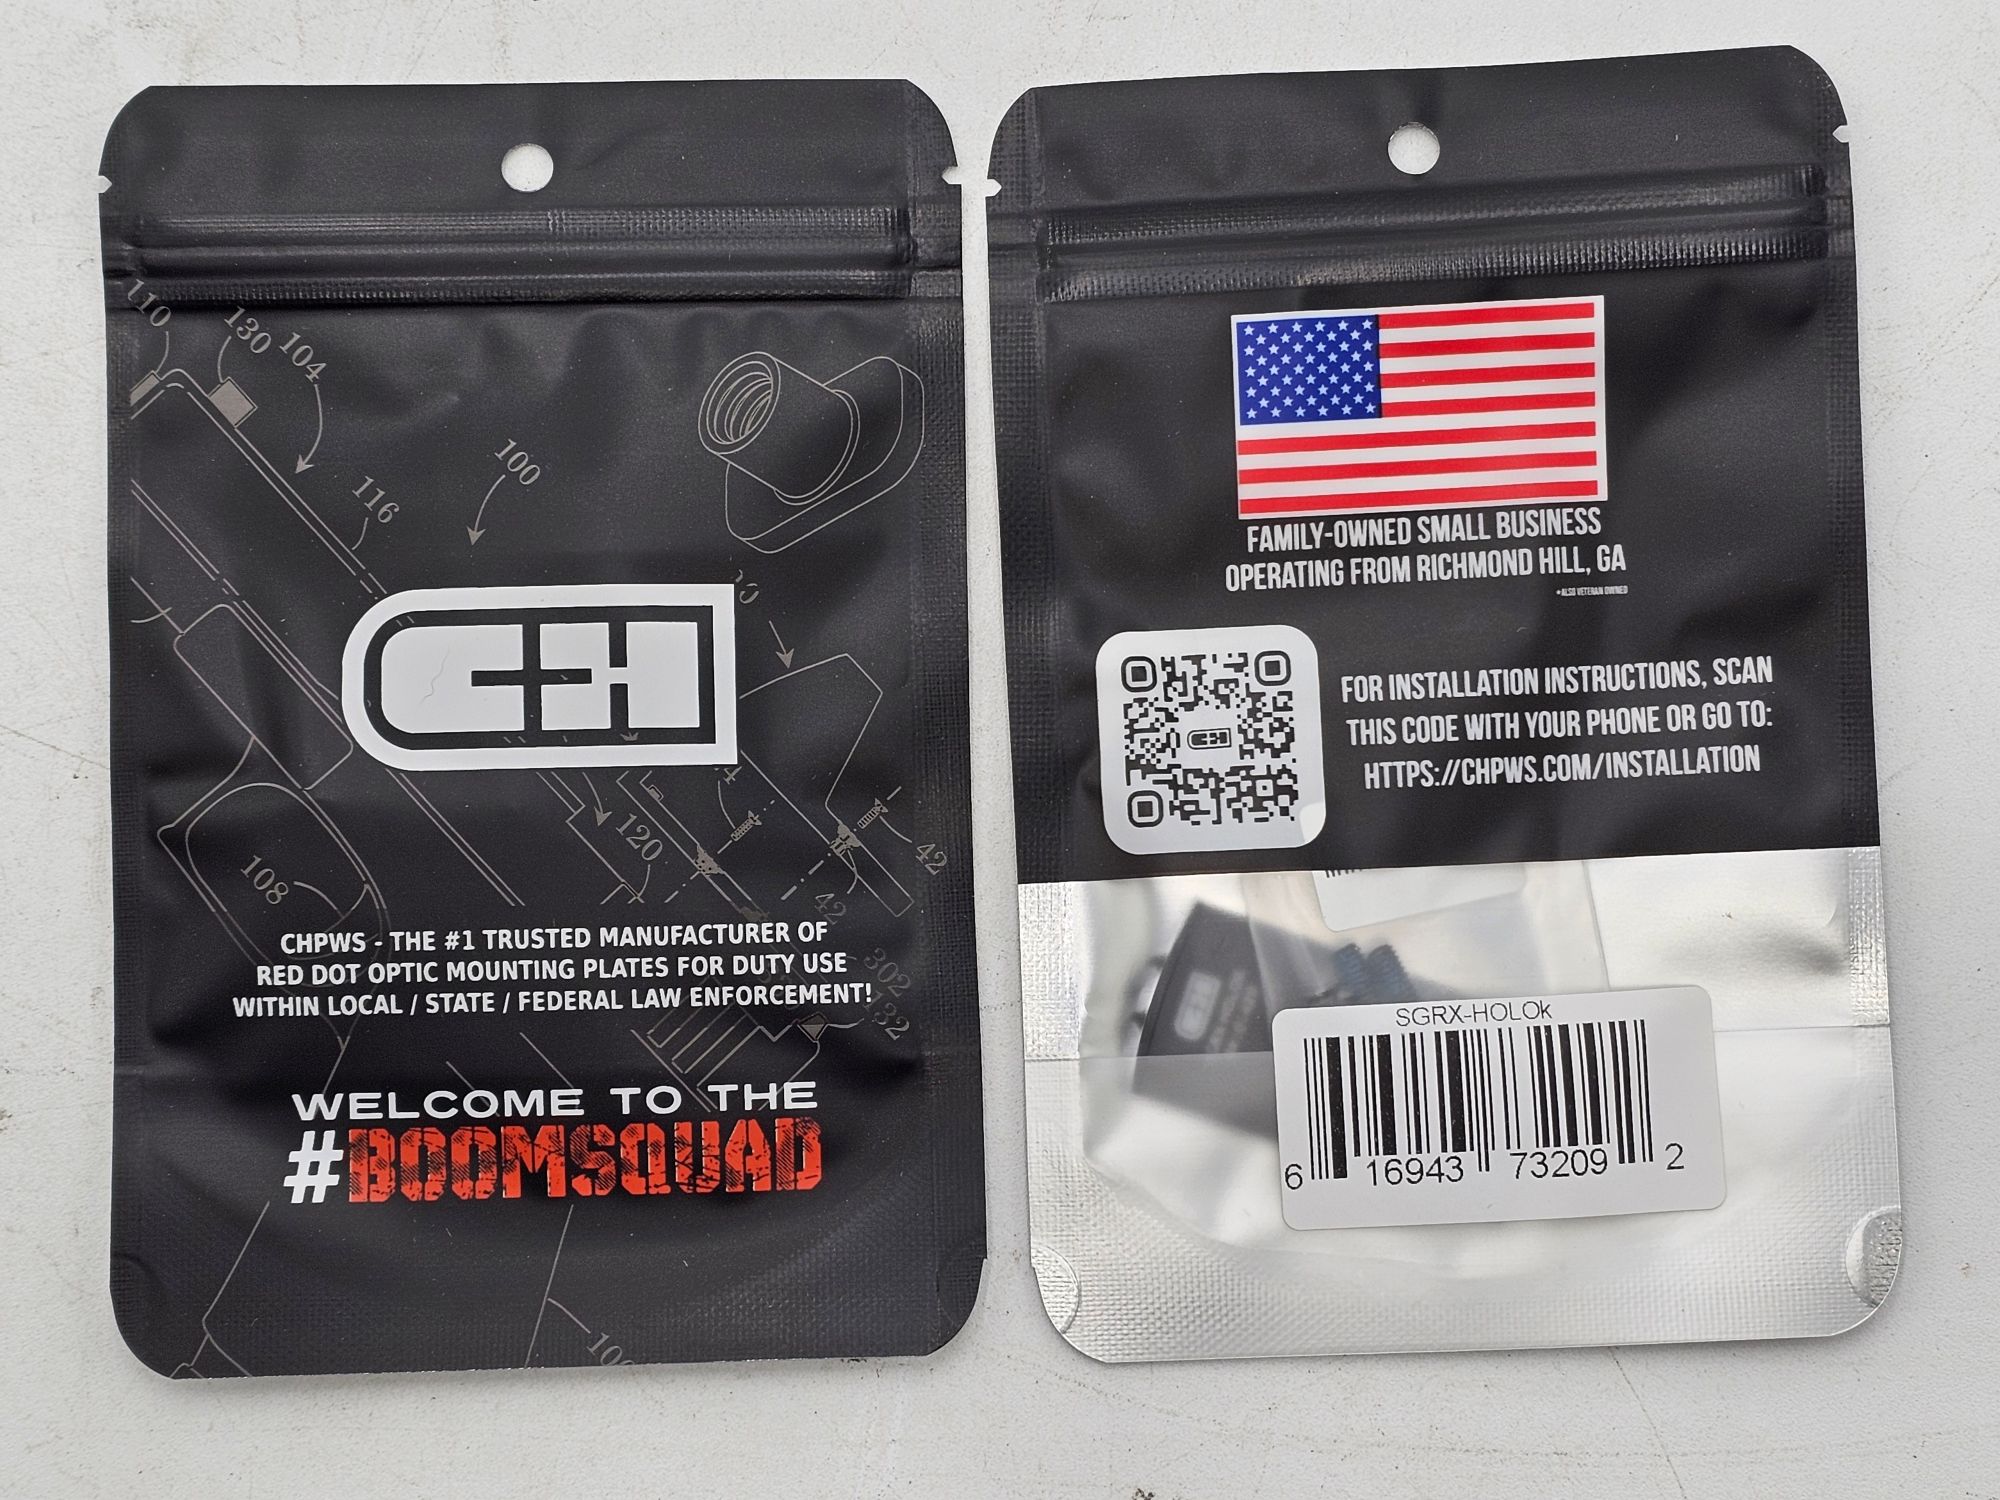 110
130
104
116
100
CH
120
108
42
42
CHPWS - THE #1 TRUSTED MANUFACTURER OF
RED DOT OPTIC MOUNTING PLATES FOR DUTY USE
WITHIN LOCAL / STATE / FEDERAL LAW ENFORCEMENT!
302
132
WELCOME TO THE
#BOOMSQUAD
FAMILY-OWNED SMALL BUSINESS
OPERATING FROM RICHMOND HILL, GA
*ALSO VETERAN OWNED
FOR INSTALLATION INSTRUCTIONS, SCAN
THIS CODE WITH YOUR PHONE OR GO TO:
HTTPS://CHPWS.COM/INSTALLATION
SGRX-HOLOk
6 16943 73209 2